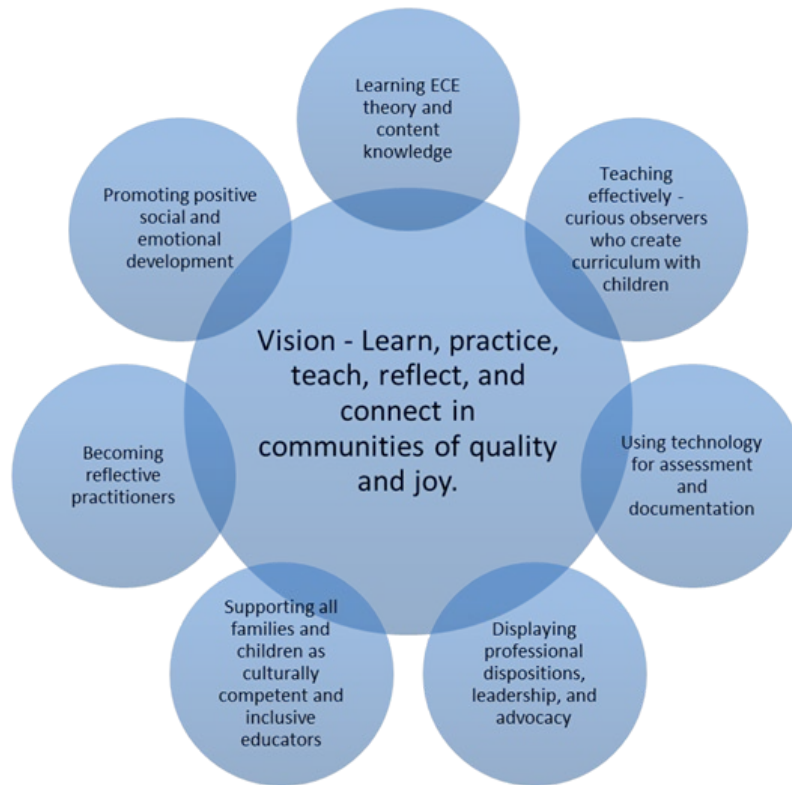 Learning ECE
theory and
content
knowledge
Teaching
effectively -
curious observers
who create
curriculum with
children
Using technology
for assessment
and
documentation
Displaying
professional
dispositions,
leadership, and
advocacy
Supporting all
families and
children as
culturally
competent and
inclusive
educators
Becoming
reflective
practitioners
Promoting positive
social and
emotional
development
Vision - Learn, practice,
teach, reflect, and
connect in
communities of quality
and joy.